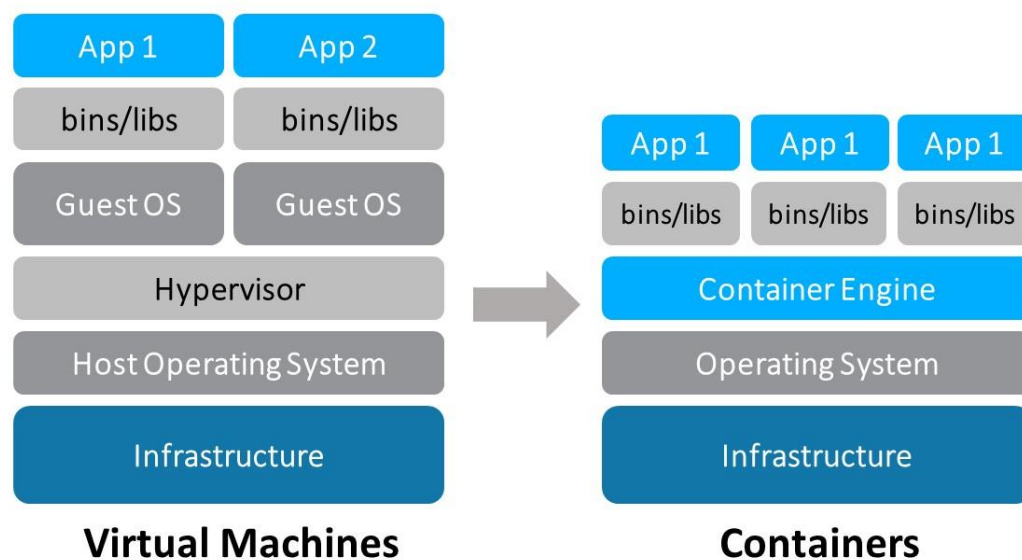 App 1 App 2
bins/libs bins/libs
Guest OS Guest OS
Hypervisor
Host Operating System
Infrastructure
Virtual Machines
App 1 App 1 App 1
bins/libs bins/libs bins/libs
Container Engine
Operating System
Infrastructure
Containers